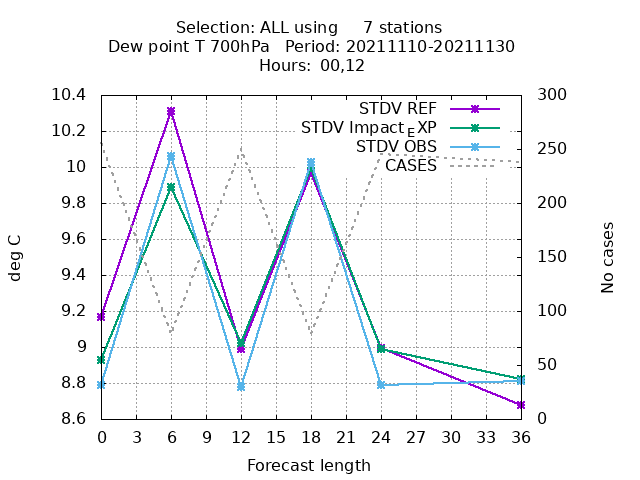 Selection: ALL using     7 stations
Dew point T 700hPa   Period: 20211110-20211130
Hours: 00,12
10.4
10.2
10
9.8
9.6
9.4
9.2
9
8.8
8.6
deg C
STDV REF
STDV Impact_EXP
STDV OBS
CASES
300
250
200
150
100
50
0
No cases
0 3 6 9 12 15 18 21 24 27 30 33 36
Forecast length